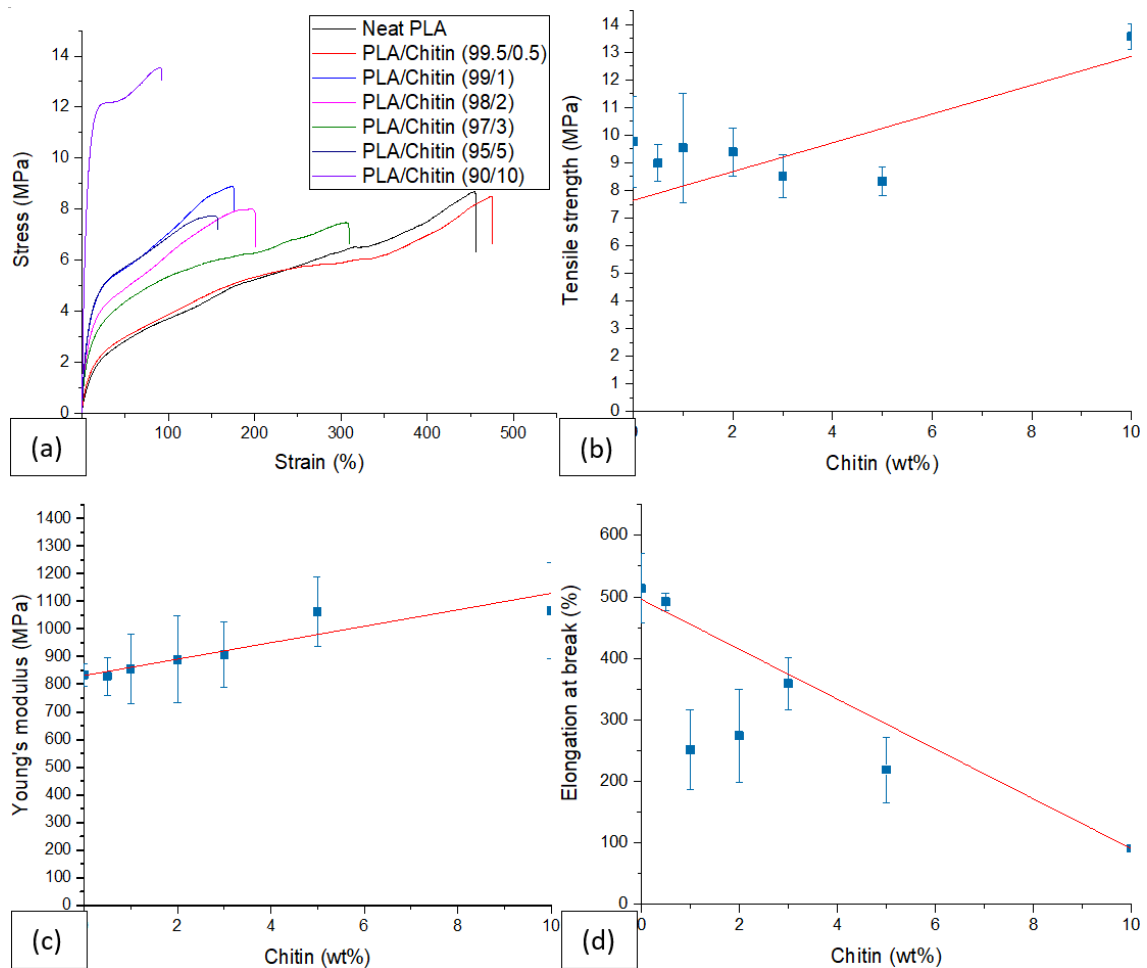 Neat PLA
PLA/Chitin (99.5/0.5)
PLA/Chitin (99/1)
PLA/Chitin (98/2)
PLA/Chitin (97/3)
PLA/Chitin (95/5)
PLA/Chitin (90/10)
14
12
10
8
6
4
2
0
Stress (MPa)
0 100 200 300 400 500
Strain (%)
(a)
14
13
12
11
10
9
8
7
6
5
4
3
2
1
0
Tensile strength (MPa)
2 4 6 8 10
Chitin (wt%)
(b)
1400
1300
1200
1100
1000
900
800
700
600
500
400
300
200
100
0
Young's modulus (MPa)
0 2 4 6 8 10
Chitin (wt%)
(c)
600
500
400
300
200
100
0
Elongation at break (%)
0 2 4 6 8 10
Chitin (wt%)
(d)